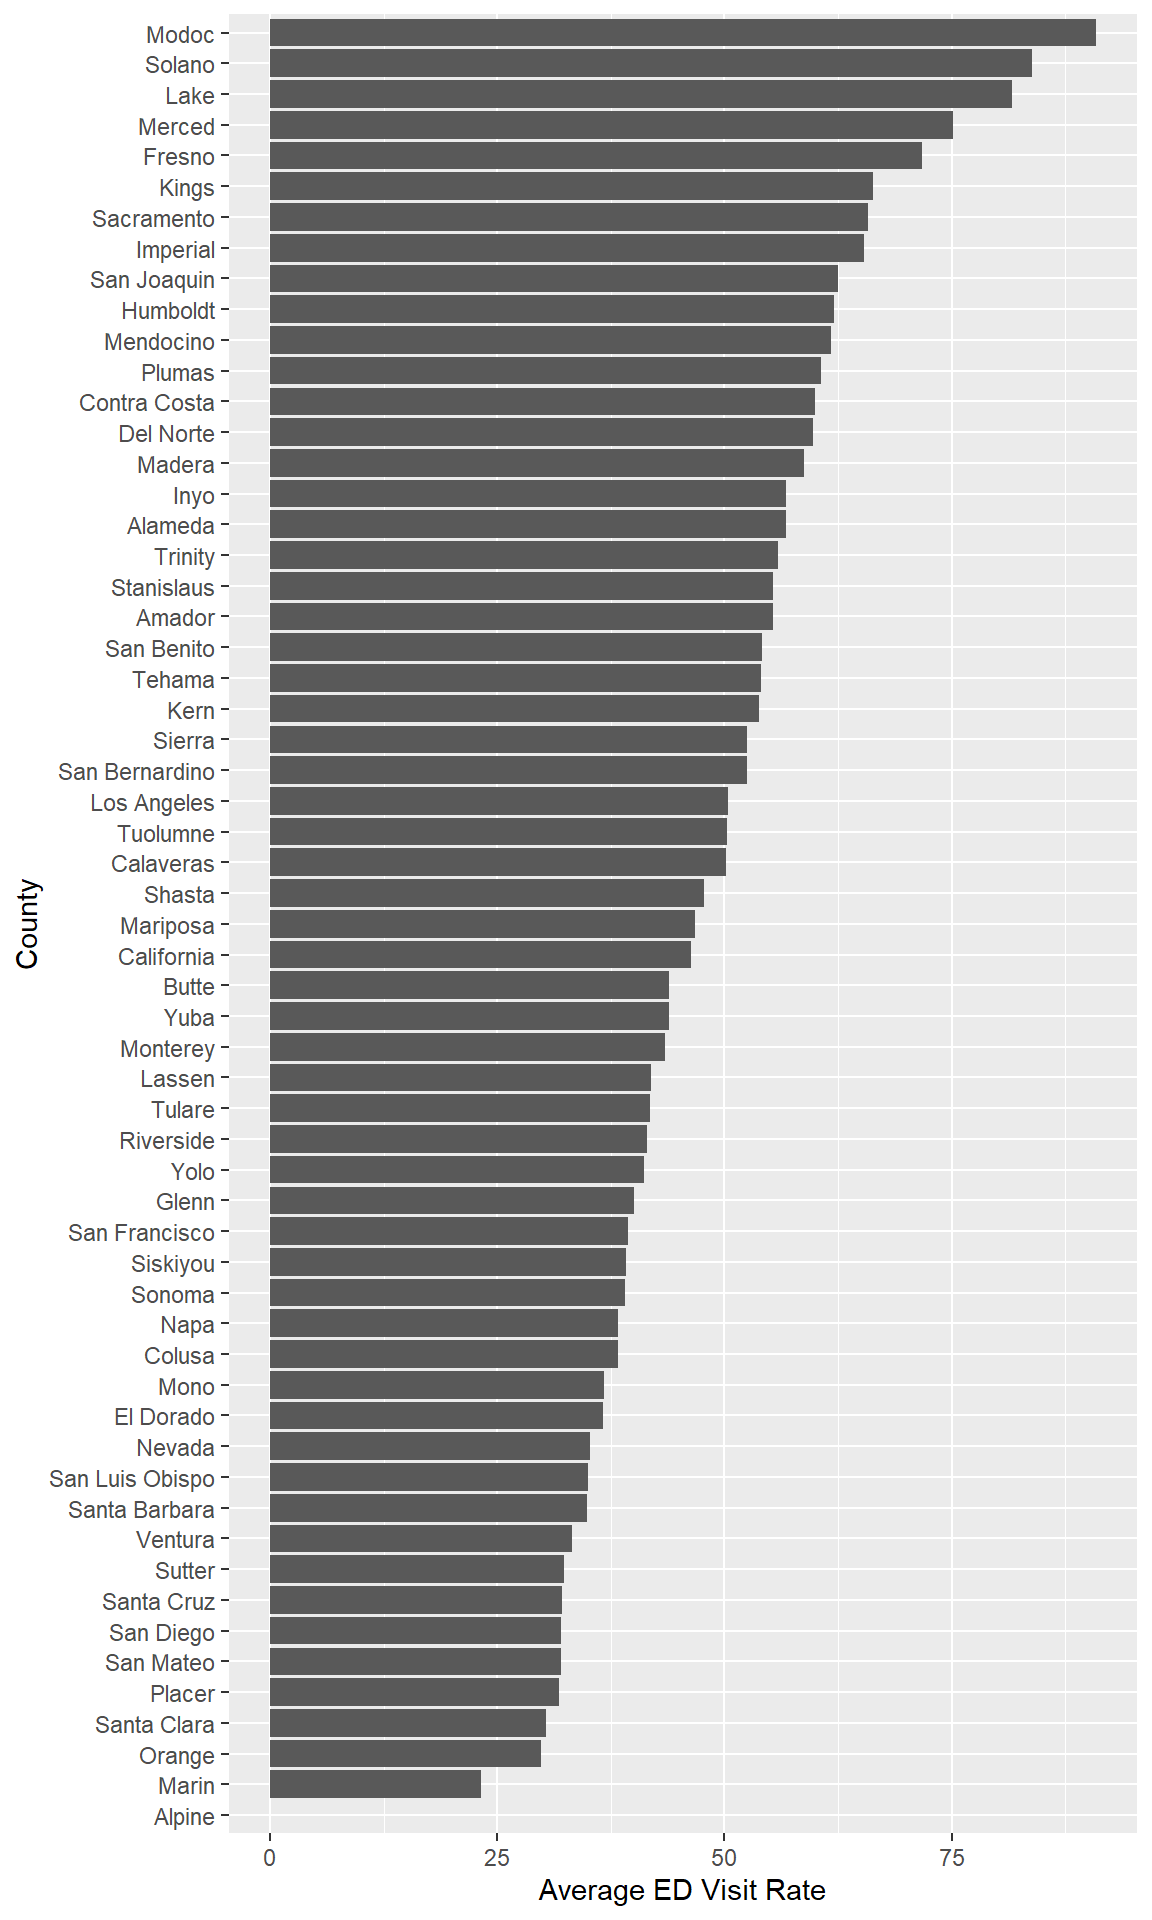 Modoc
Solano
Lake
Merced
Fresno
Kings
Sacramento
Imperial
San Joaquin
Humboldt
Mendocino
Plumas
Contra Costa
Del Norte
Madera
Inyo
Alameda
Trinity
Stanislaus
Amador
San Benito
Tehama
Kern
Sierra
San Bernardino
Los Angeles
Tuolumne
Calaveras
Shasta
Mariposa
California
Butte
Yuba
Monterey
Lassen
Tulare
Riverside
Yolo
Glenn
San Francisco
Siskiyou
Sonoma
Napa
Colusa
Mono
El Dorado
Nevada
San Luis Obispo
Santa Barbara
Ventura
Sutter
Santa Cruz
San Diego
San Mateo
Placer
Santa Clara
Orange
Marin
Alpine
County
0 25 50 75
Average ED Visit Rate